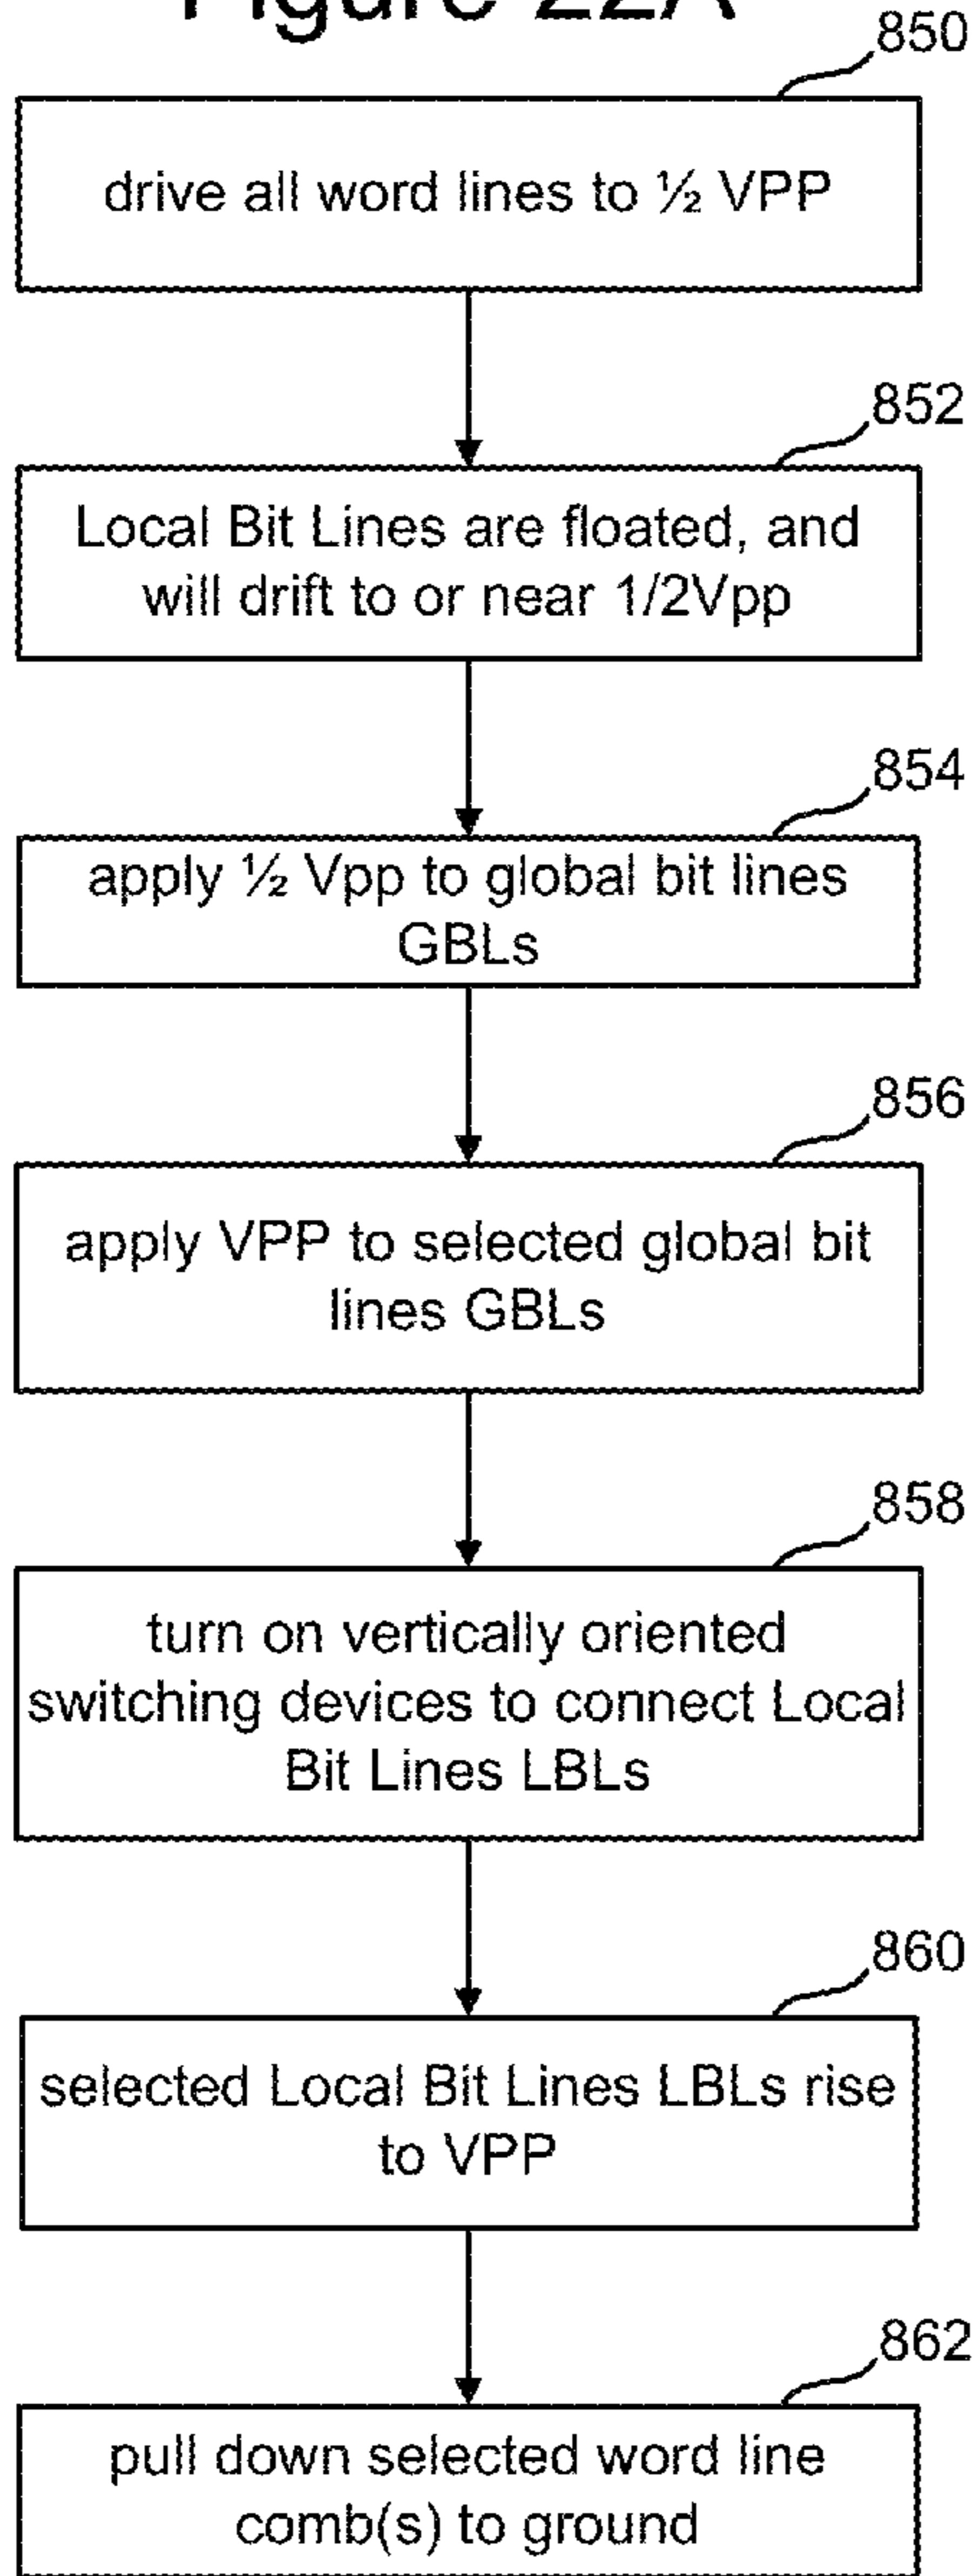 Figure 22A
850
drive all word lines to ½ VPP
852
Local Bit Lines are floated, and
will drift to or near 1/2Vpp
854
apply ½ Vpp to global bit lines
GBLs
856
apply VPP to selected global bit
lines GBLs
858
turn on vertically oriented
switching devices to connect Local
Bit Lines LBLs
860
selected Local Bit Lines LBLs rise
to VPP
862
pull down selected word line
comb(s) to ground